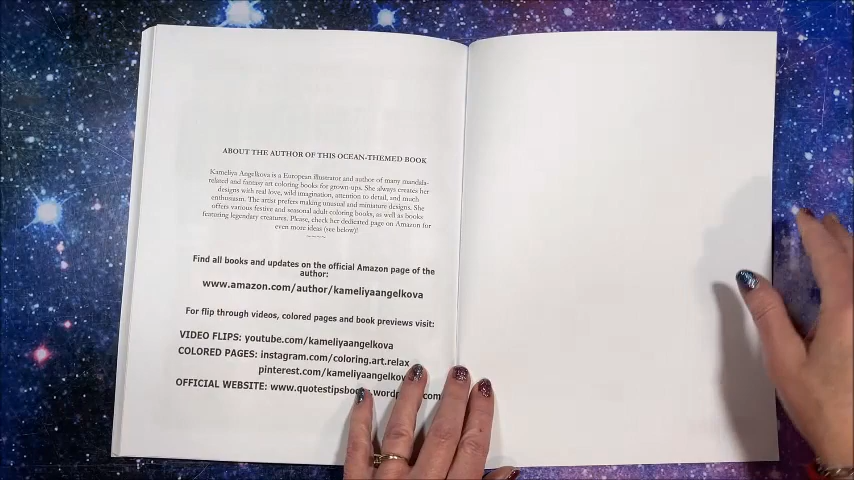 ABOUT THE AUTHOR OF THIS OCEAN-THEMED BOOK
Kameliya Angelkova is a European illustrator and author of many mandala-
related and fantasy art coloring books for grown-ups. She always creates her
designs with real love, wild imagination, attention to detail, and much
enthusiasm. The artist prefers making unusual and miniature designs. She
offers various festive and seasonal adult coloring books, as well as books
featuring legendary creatures. Please, check her dedicated page on Amazon for
even more ideas (see below)!
~~~~
Find all books and updates on the official Amazon page of the
author:
www.amazon.com/author/kameliyaangelkova
For flip through videos, colored pages and book previews visit:
VIDEO FLIPS: youtube.com/kameliyaangelkova
COLORED PAGES: instagram.com/coloring.art.relax
pinterest.com/kameliyaangelkov
OFFICIAL WEBSITE: www.quotestipsbo .com